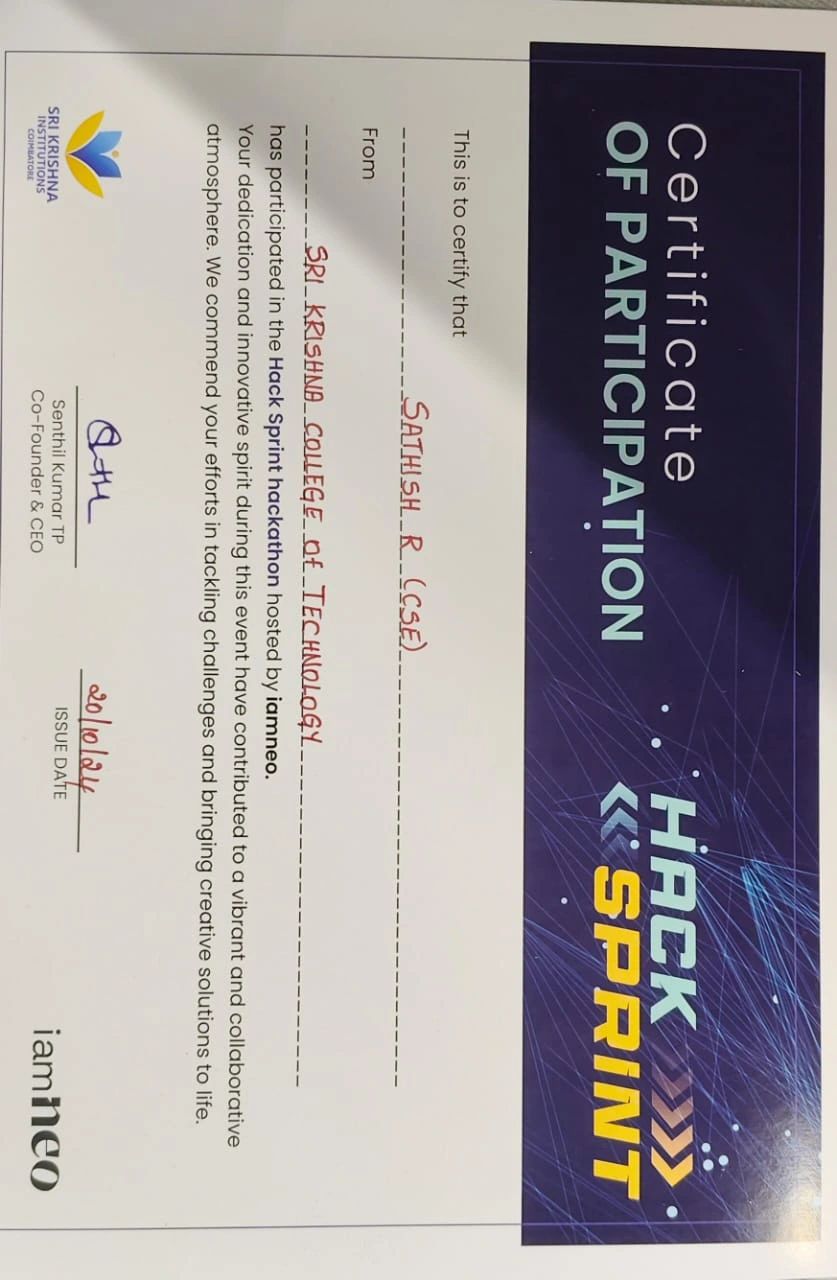 Certificate
OF PARTICIPATION
HACK
SPRINT
This is to certify that
SATHISH R (CSE)
From
SRI KRISHNA COLLEGE Of TECHNOLOGY
has participated in the Hack Sprint hackathon hosted by iamneo.
Your dedication and innovative spirit during this event have contributed to a vibrant and collaborative
atmosphere. We commend your efforts in tackling challenges and bringing creative solutions to life.
SRI KRISHNA
INSTITUTIONS
COIMBATORE
Senthil Kumar TP
Co-Founder & CEO
20/10/24
ISSUE DATE
iamneo